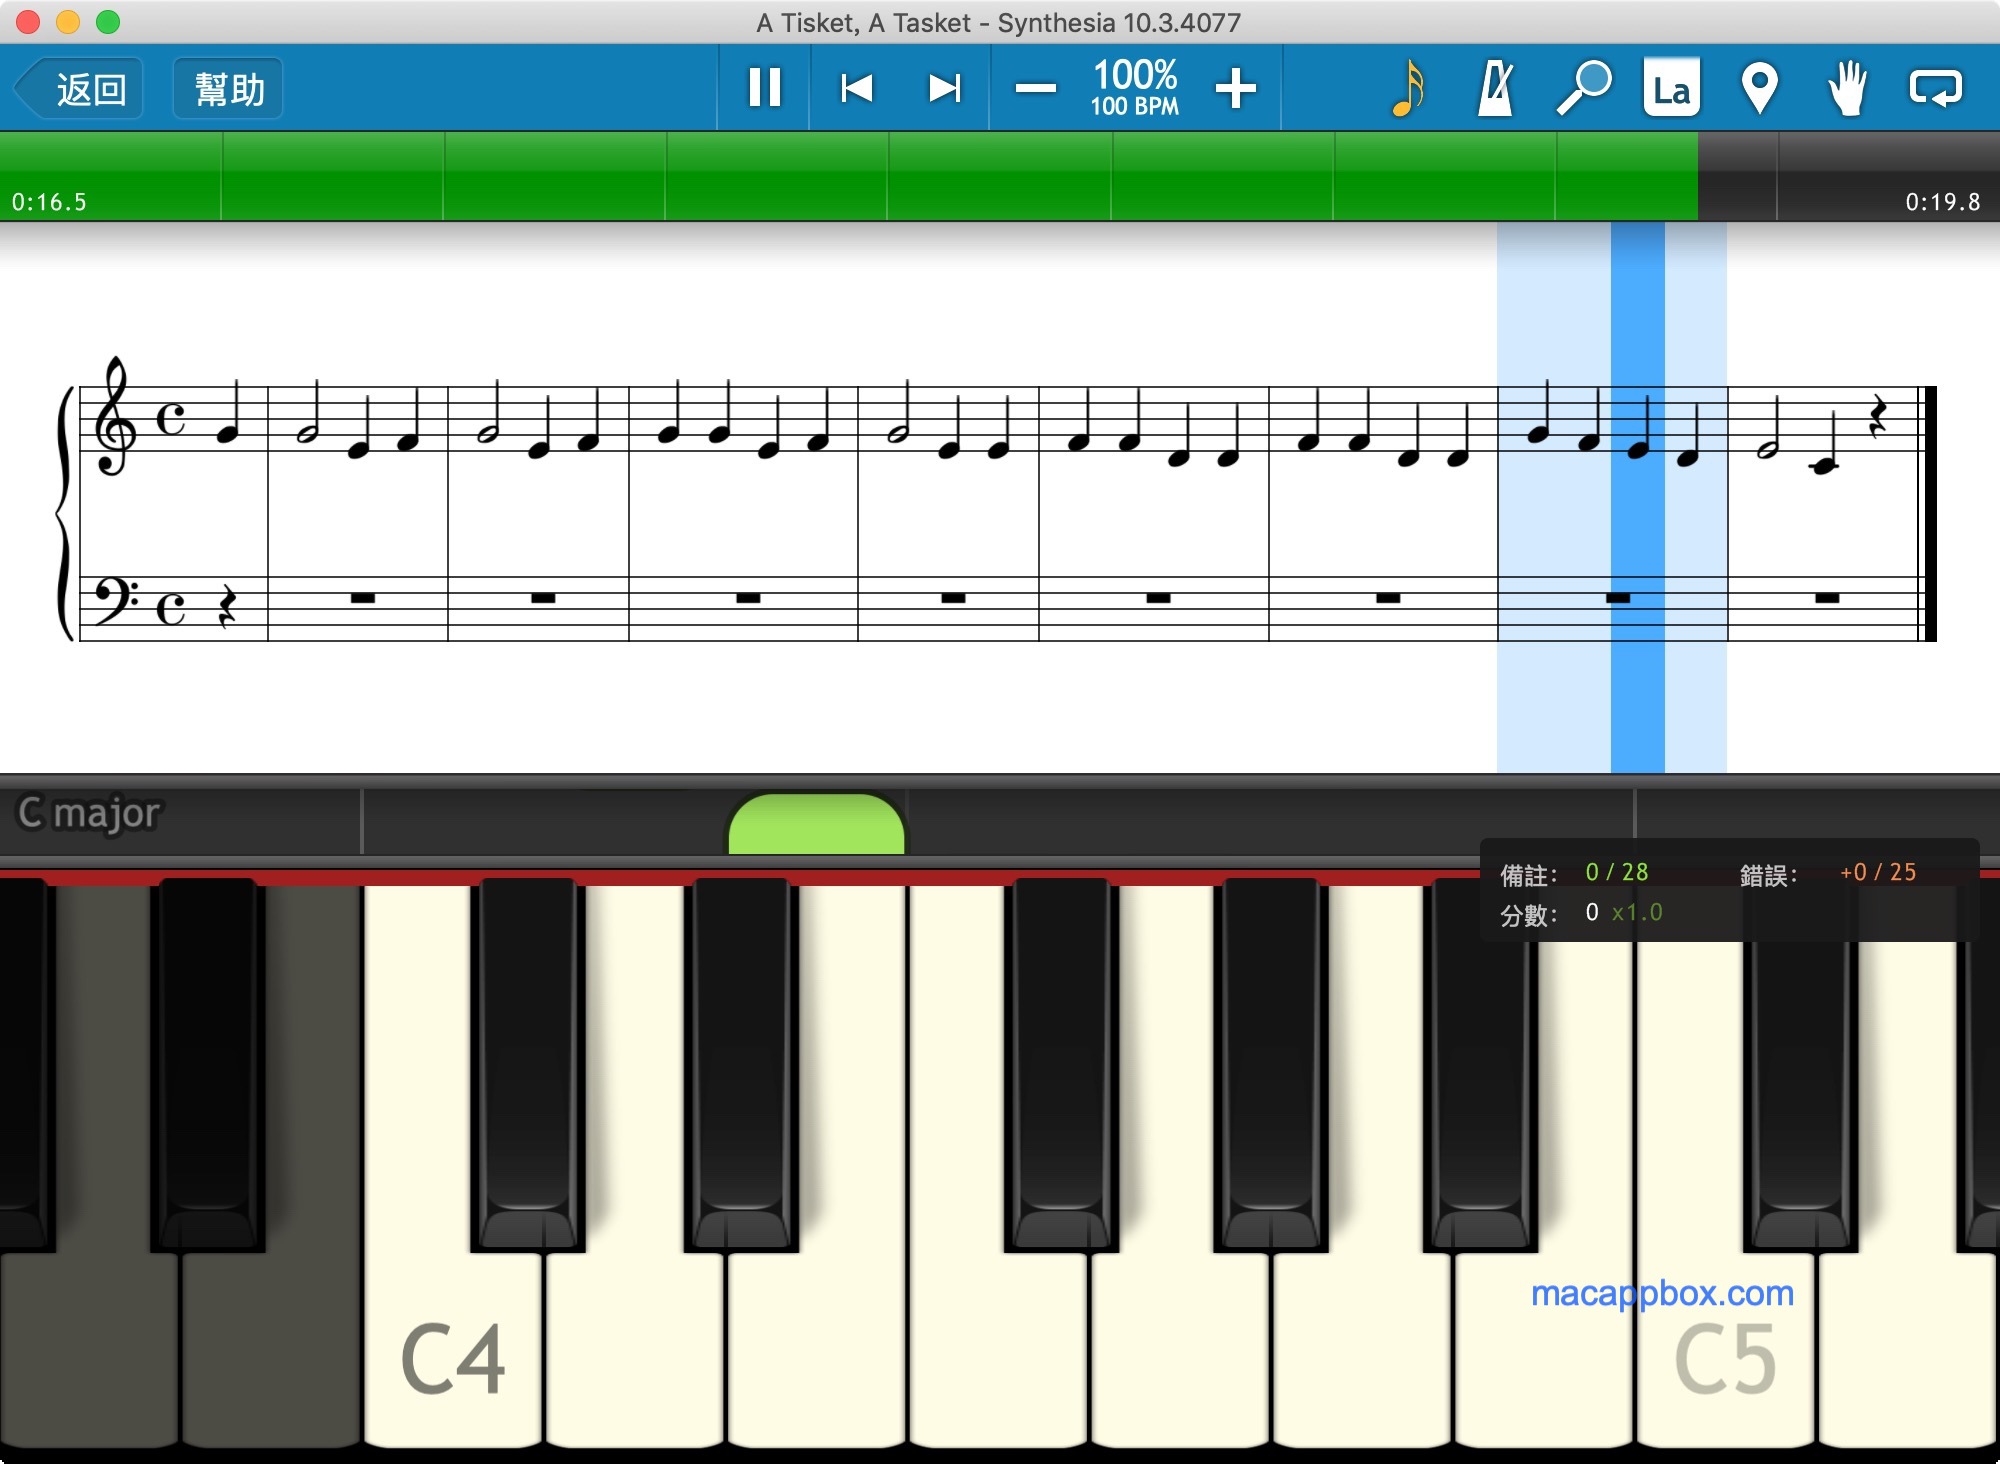 A Tisket, A Tasket - Synthesia 10.3.4077
返回
幫助
100%
100 BPM
La
0:16.5
0:19.8
C major
備註: 0 / 28 錯誤: +0 / 25
分數: 0 x1.0
macappbox.com
C4
C5